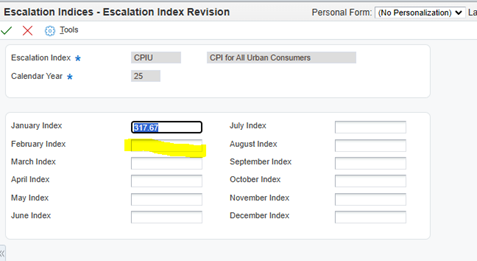 Escalation Indices - Escalation Index Revision Personal Form: (No Personalization) La
Tools
Escalation Index * CPIU CPI for All Urban Consumers
Calendar Year * 25
January Index 317.67 July Index
February Index August Index
March Index September Index
April Index October Index
May Index November Index
June Index December Index